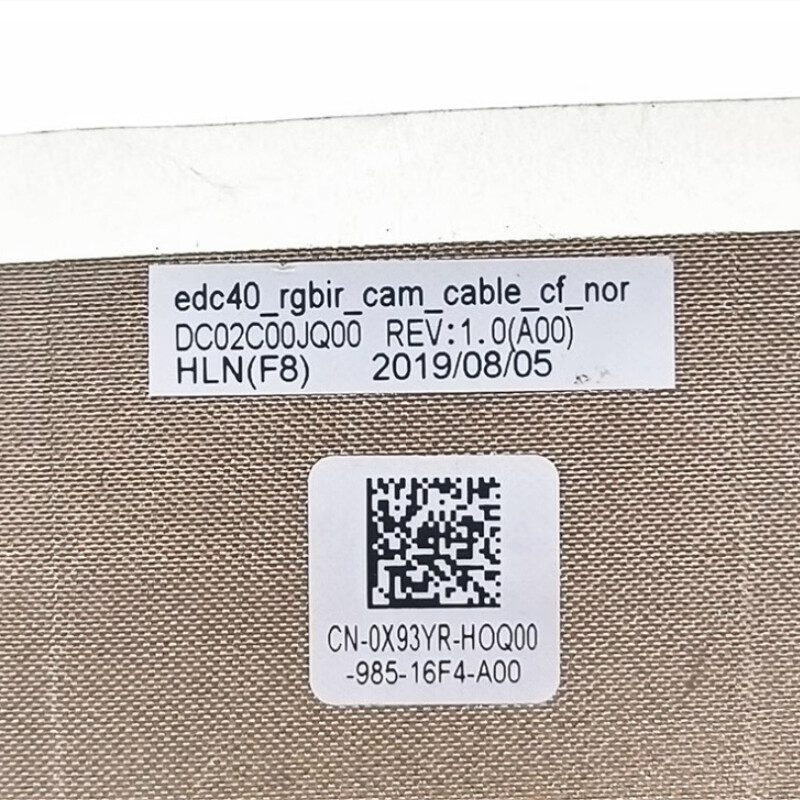 edc40_rgbir_cam_cable_cf_nor
DC02C00JQ00 REV:1.0(A00)
HLN(F8) 2019/08/05
CN-0X93YR-HOQ00
-985-16F4-A00